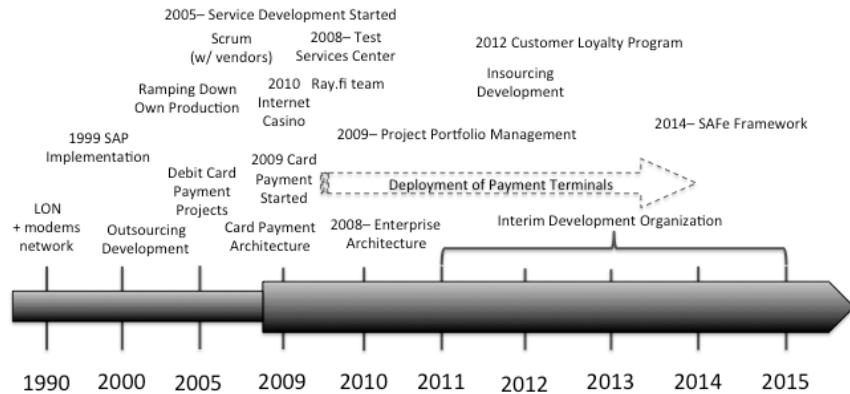 2005– Service Development Started
Scrum
(w/ vendors)
2008– Test
Services Center
2012 Customer Loyalty Program
Ramping Down
Own Production
2010
Internet
Casino
Ray.fi team
Insourcing
Development
1999 SAP
Implementation
2009– Project Portfolio Management
2014– SAFe Framework
Debit Card
Payment
Projects
2009 Card
Payment
Started
Deployment of Payment Terminals
LON
+ modems
network
Outsourcing
Development
Card Payment
Architecture
2008– Enterprise
Architecture
Interim Development Organization
1990 2000 2005 2009 2010 2011 2012 2013 2014 2015